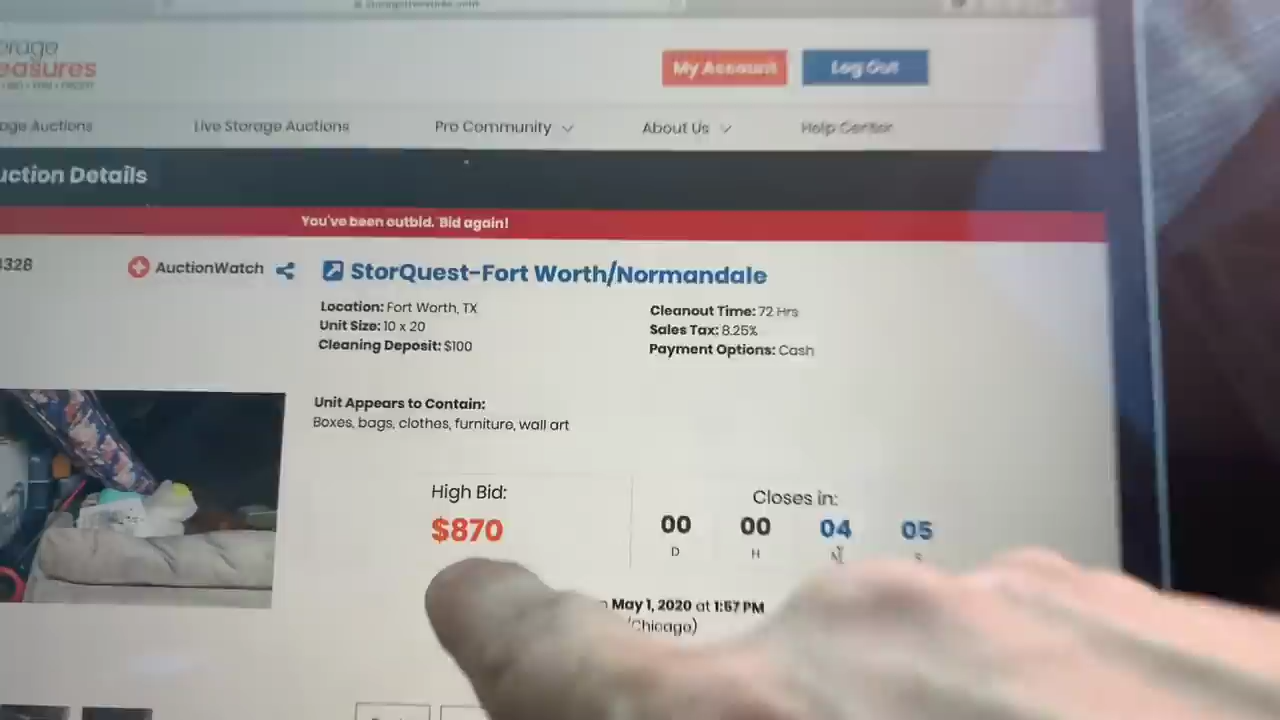 My Account
Log Out
Live Storage Auctions
Pro Community
About Us
Help Center
Auctions
Details
You've been outbid. Bid again!
AuctionWatch
StorQuest-Fort Worth/Normandale
Location: Fort Worth, TX
Unit Size: 10 x 20
Cleaning Deposit: $100
Cleanout Time: 72 Hrs
Sales Tax: 8.25%
Payment Options: Cash
Unit Appears to Contain:
Boxes, bags, clothes, furniture, wall art
High Bid:
$870
Closes in:
00 00 04 05
D H
May 1, 2020 at 1:57 PM
/Chicago)